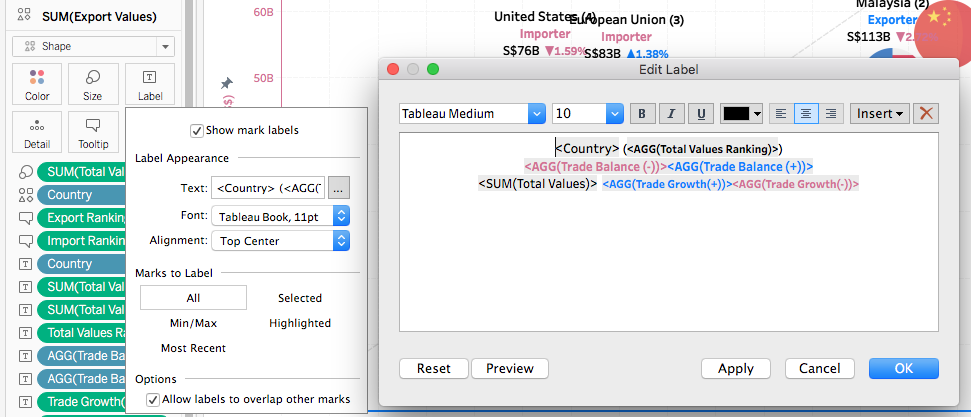 SUM(Export Values)
Shape
Color
Size
Label
Detail
Tooltip
SUM(Total Val
Country
Export Rankin
Import Rankin
Country
SUM(Total Val
SUM(Total Val
Total Values Ra
AGG(Trade Ba
AGG(Trade Ba
Trade Growth(
Show mark labels
Label Appearance
Text:
<Country> (<AGG(T
...
Font:
Tableau Book, 11pt
Alignment:
Top Center
Marks to Label
All
Selected
Min/Max
Highlighted
Most Recent
Options
Allow labels to overlap other marks
60B
50B
United States (4)
Importer
S$76B ▼1.59%
European Union (3)
Importer
S$83B ▲1.38%
Malaysia (2)
Exporter
S$113B ▼2.
Edit Label
Tableau Medium
10
B
I
U
Insert
<Country> (<AGG(Total Values Ranking)>)
<AGG(Trade Balance (-))><AGG(Trade Balance (+))>
<SUM(Total Values)> <AGG(Trade Growth(+))><AGG(Trade Growth(-))>
Reset
Preview
Apply
Cancel
OK